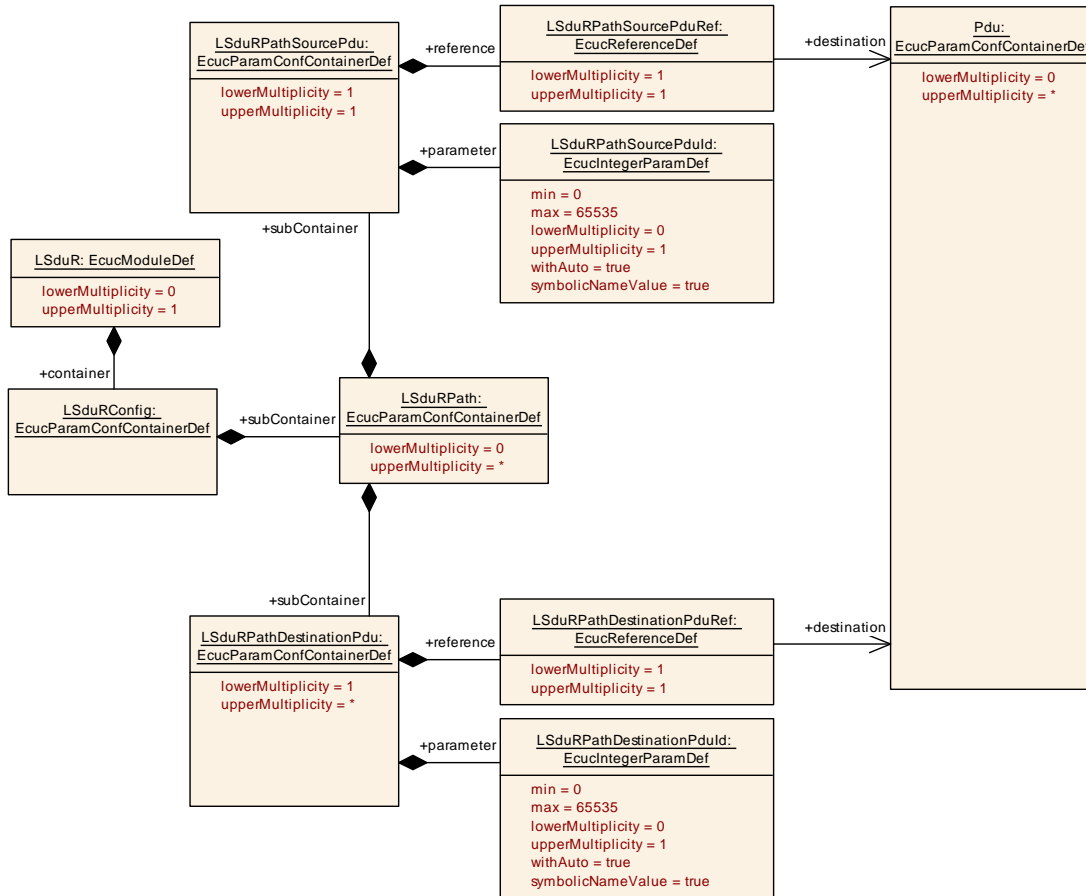 LSduRPathSourcePdu:
EcucParamConfContainerDef
lowerMultiplicity = 1
upperMultiplicity = 1
+reference
LSduRPathSourcePduRef:
EcucReferenceDef
lowerMultiplicity = 1
upperMultiplicity = 1
+destination
Pdu:
EcucParamConfContainerDef
lowerMultiplicity = 0
upperMultiplicity = *
+parameter
LSduRPathSourcePduId:
EcucIntegerParamDef
min = 0
max = 65535
lowerMultiplicity = 0
upperMultiplicity = 1
withAuto = true
symbolicNameValue = true
+subContainer
LSduR: EcucModuleDef
lowerMultiplicity = 0
upperMultiplicity = 1
+container
LSduRConfig:
EcucParamConfContainerDef
+subContainer
LSduRPath:
EcucParamConfContainerDef
lowerMultiplicity = 0
upperMultiplicity = *
+subContainer
LSduRPathDestinationPdu:
EcucParamConfContainerDef
lowerMultiplicity = 1
upperMultiplicity = *
+reference
LSduRPathDestinationPduRef:
EcucReferenceDef
lowerMultiplicity = 1
upperMultiplicity = 1
+destination
+parameter
LSduRPathDestinationPduId:
EcucIntegerParamDef
min = 0
max = 65535
lowerMultiplicity = 0
upperMultiplicity = 1
withAuto = true
symbolicNameValue = true